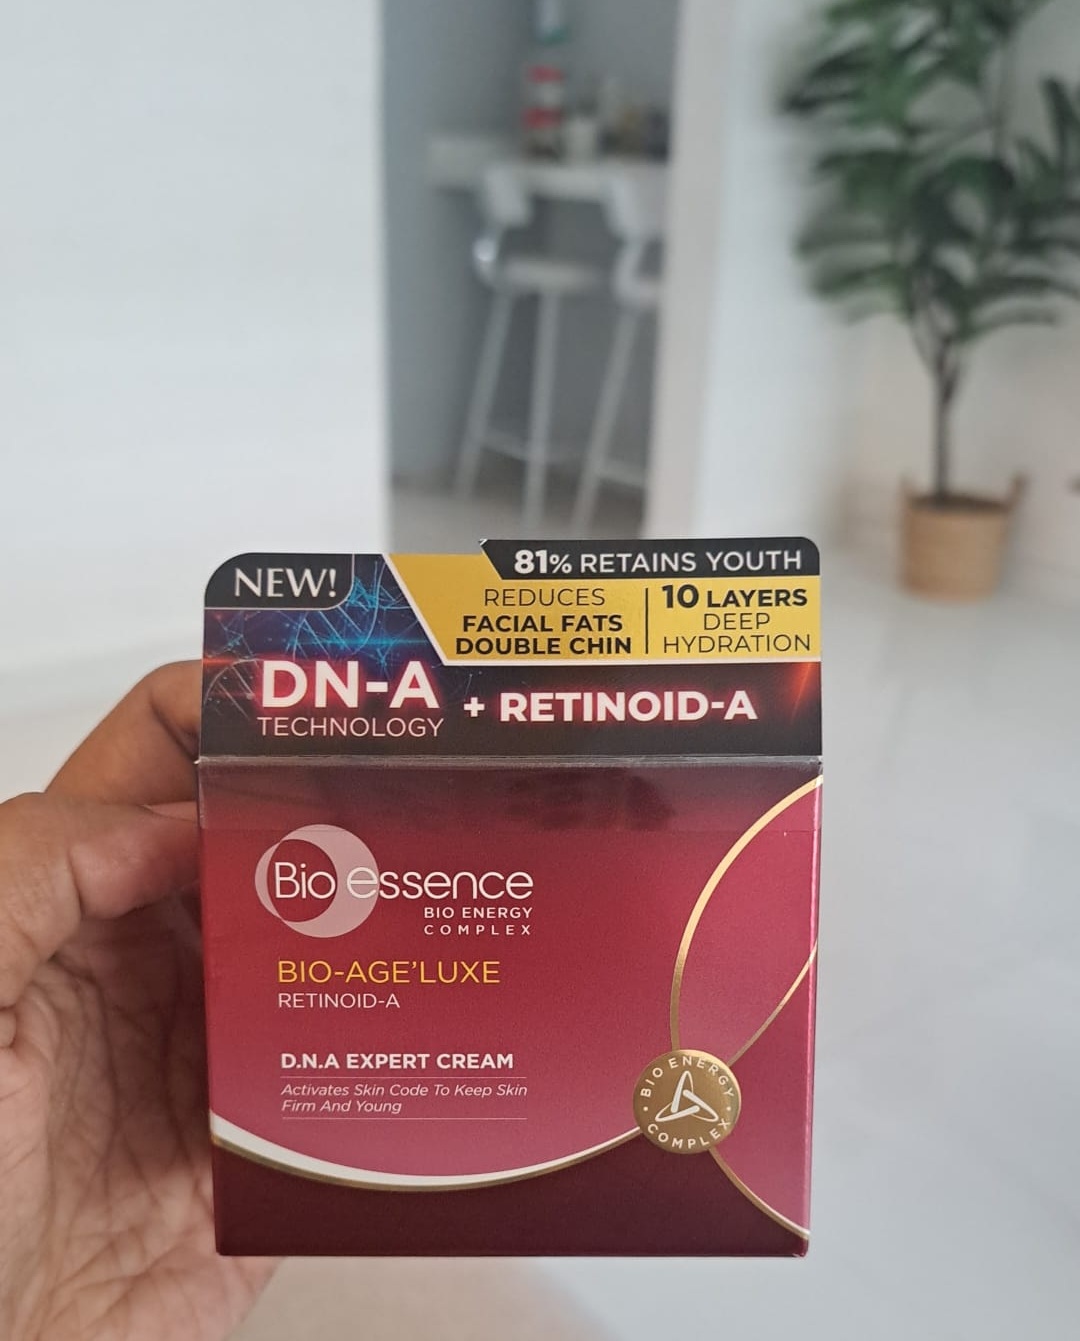 NEW!
81% RETAINS YOUTH
REDUCES
FACIAL FATS
DOUBLE CHIN
10 LAYERS
DEEP
HYDRATION
DN-A
TECHNOLOGY
+ RETINOID-A
Bio essence
BIO ENERGY
COMPLEX
BIO-AGE'LUXE
RETINOID-A
D.N.A EXPERT CREAM
Activates Skin Code To Keep Skin
Firm And Young
BIO ENERGY
COMPLEX